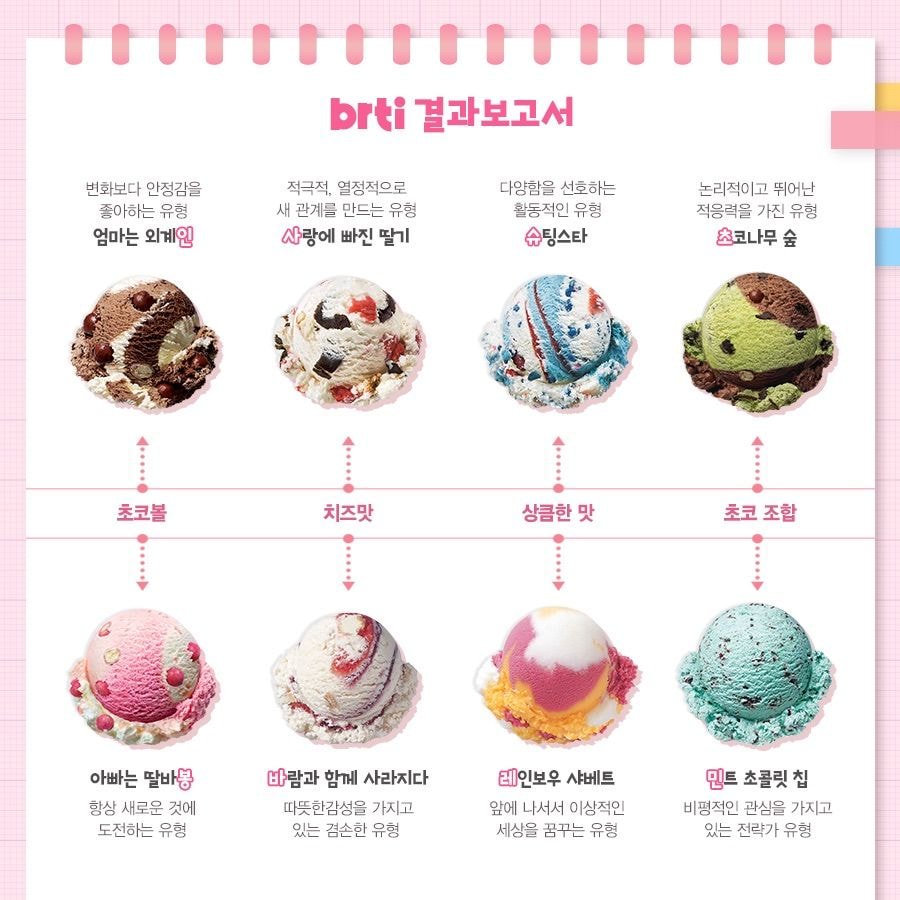 brti 결과보고서
변화보다 안정감을
좋아하는 유형
엄마는 외계인
적극적, 열정적으로
새 관계를 만드는 유형
사랑에 빠진 딸기
다양함을 선호하는
활동적인 유형
슈팅스타
논리적이고 뛰어난
적응력을 가진 유형
초코나무 숲
초코볼
치즈맛
상큼한 맛
초코 조합
아빠는 딸바봉
항상 새로운 것에
도전하는 유형
바람과 함께 사라지다
따뜻한감성을 가지고
있는 겸손한 유형
레인보우 샤베트
앞에 나서서 이상적인
세상을 꿈꾸는 유형
민트 초콜릿 칩
비평적인 관심을 가지고
있는 전략가 유형